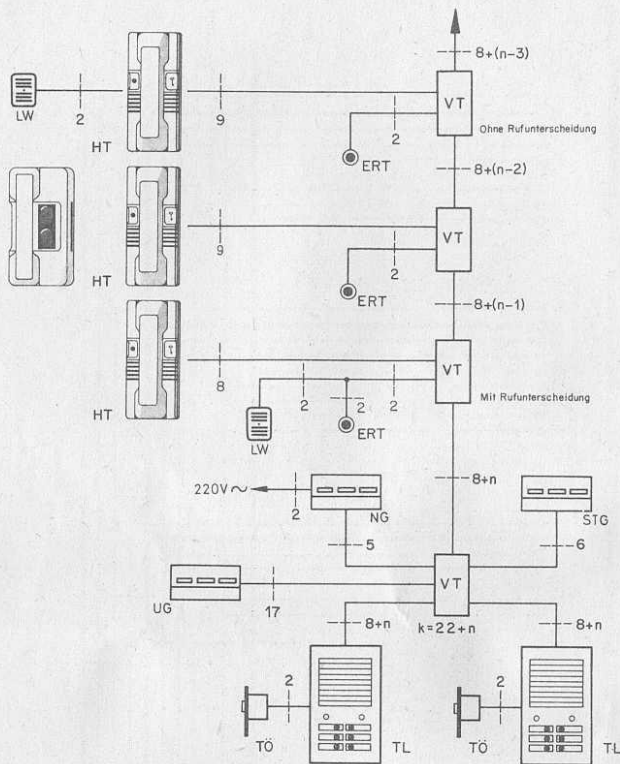 8+(n-3)
LW
2
HT
9
2
VT
Ohne Rufunterscheidung
ERT
8+(n-2)
HT
9
2
VT
ERT
8+(n-1)
HT
8
2
2
2
VT
Mit Rufunterscheidung
LW
ERT
8+n
220V~
2
NG
STG
5
6
UG
17
VT
8+n
k=22+n
8+n
2
2
TÖ
TL
TÖ
TL